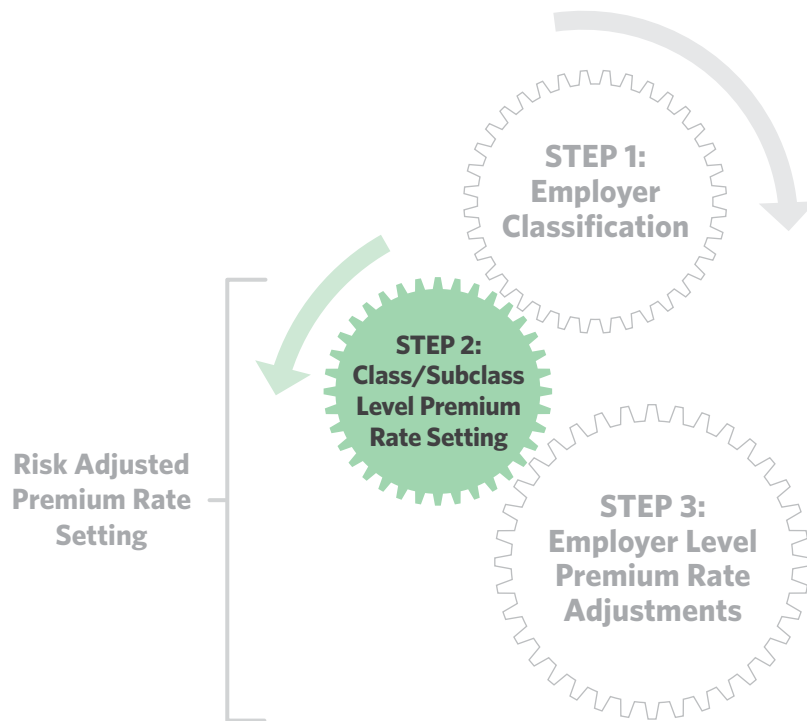 STEP 1:
Employer
Classification
STEP 2:
Class/Subclass
Level Premium
Rate Setting
Risk Adjusted
Premium Rate
Setting
STEP 3:
Employer Level
Premium Rate
Adjustments